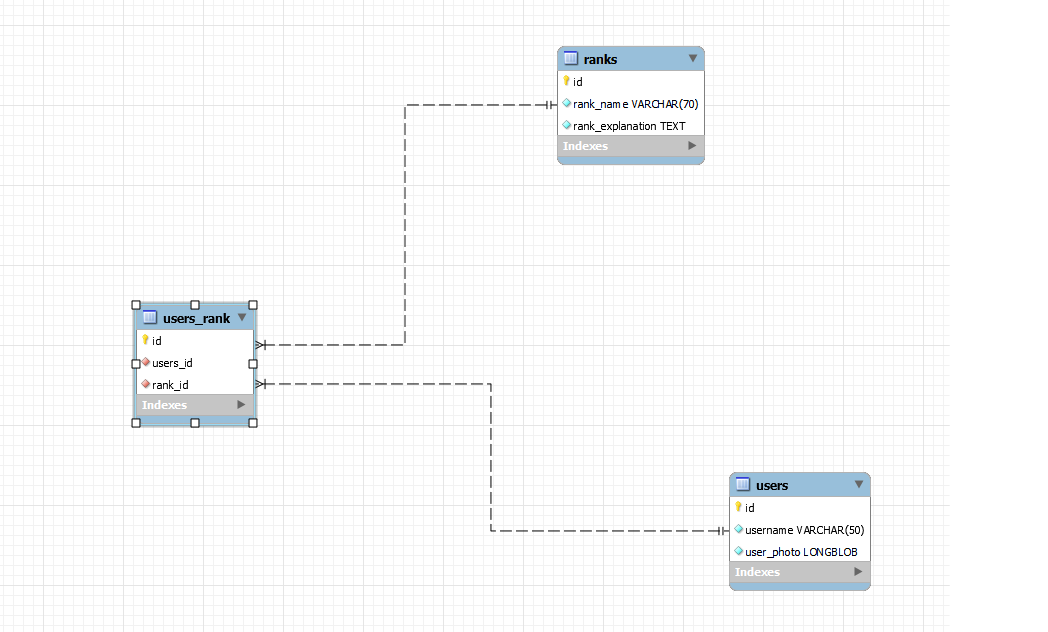 ranks
id
rank_name VARCHAR(70)
rank_explanation TEXT
Indexes
users_rank
id
users_id
rank_id
Indexes
users
id
username VARCHAR(50)
user_photo LONGBLOB
Indexes